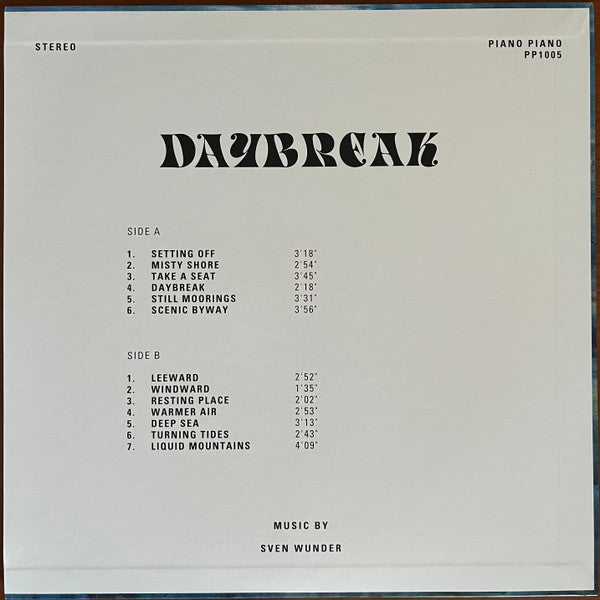 STEREO
PIANO PIANO
PP1005
DAYBREAK
SIDE A
1. SETTING OFF 3'18"
2. MISTY SHORE 2'54"
3. TAKE A SEAT 3'45"
4. DAYBREAK 2'18"
5. STILL MOORINGS 3'31"
6. SCENIC BYWAY 3'56"
SIDE B
1. LEEWARD 2'52"
2. WINDWARD 1'35"
3. RESTING PLACE 2'02"
4. WARMER AIR 2'53"
5. DEEP SEA 3'13"
6. TURNING TIDES 2'43"
7. LIQUID MOUNTAINS 4'09"
MUSIC BY
SVEN WUNDER